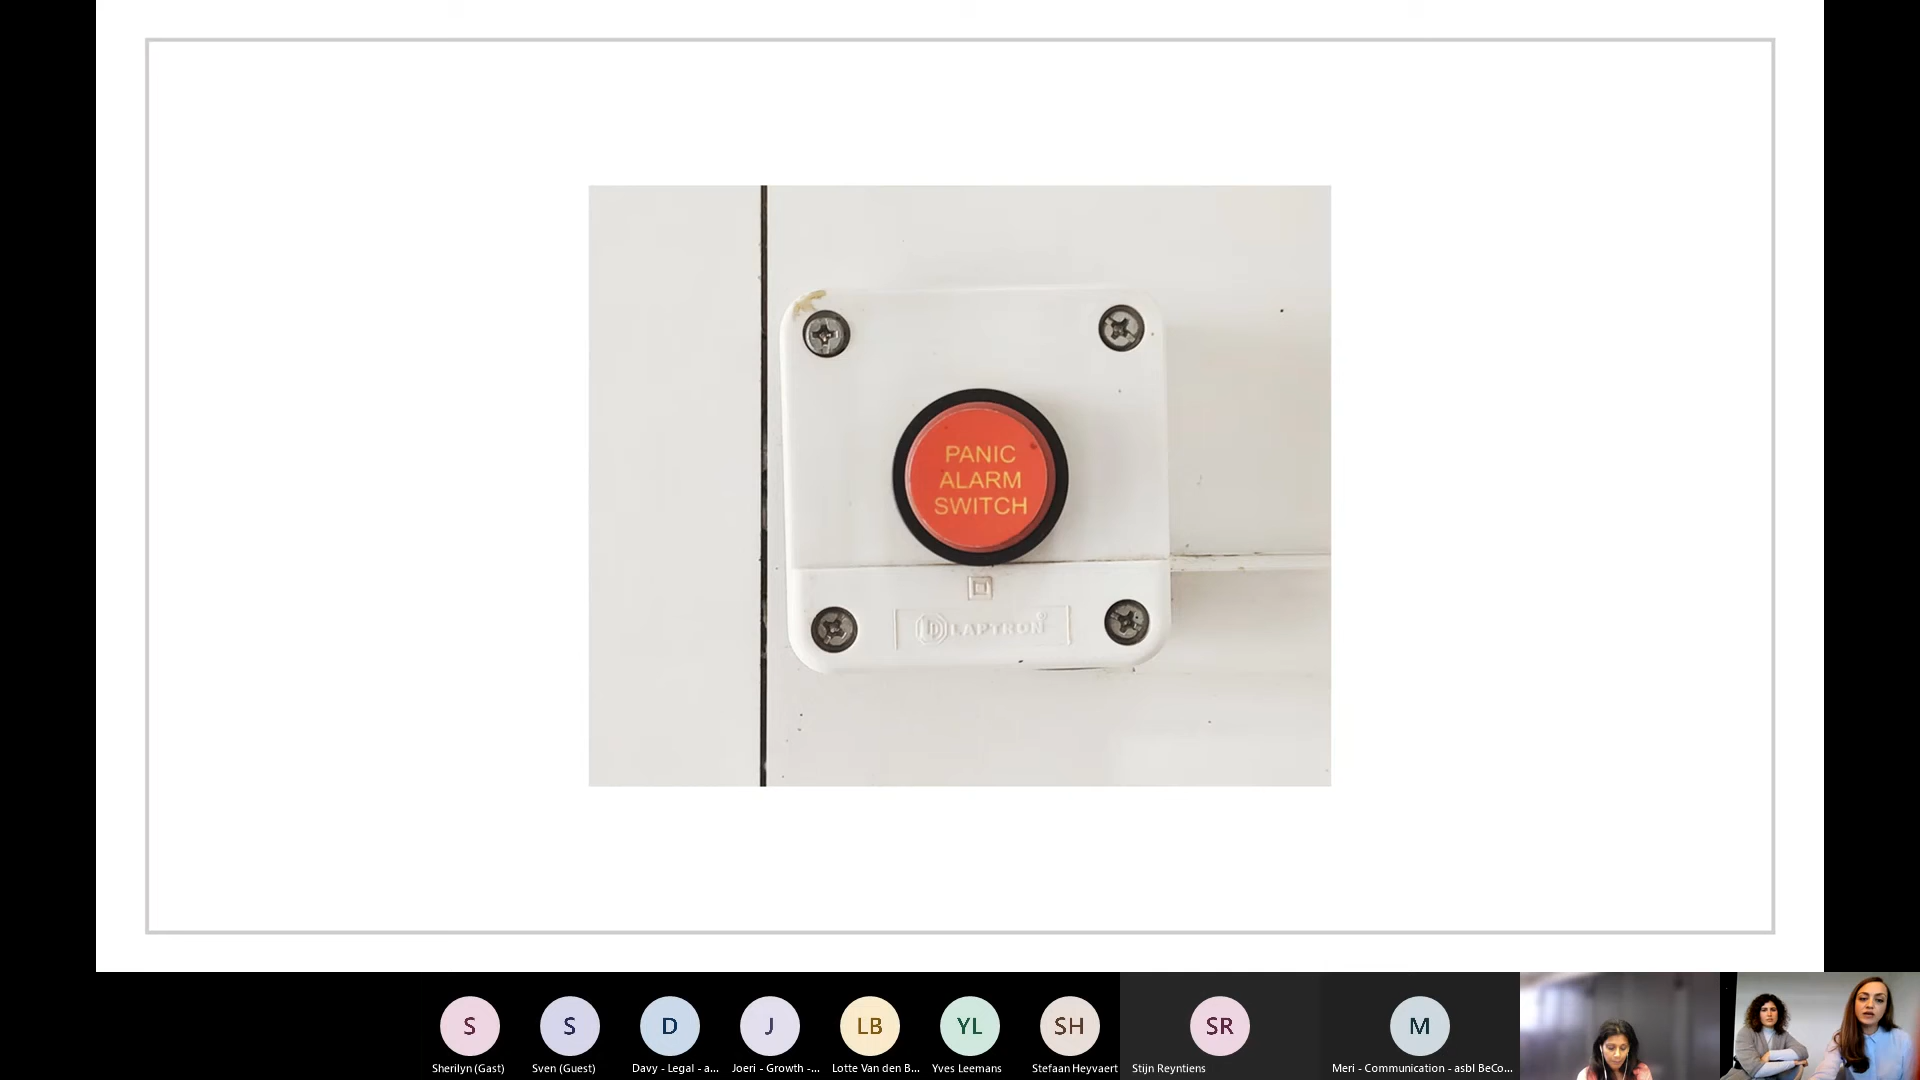 PANIC
ALARM
SWITCH
LAPTRON
S
S
D
J
LB
YL
SH
SR
M
Sherilyn (Gast)
Sven (Guest)
Davy - Legal - a...
Joeri - Growth -...
Lotte Van den B...
Yves Leemans
Stefaan Heyvaert
Stijn Reyntiens
Meri - Communication - asbl BeCo...